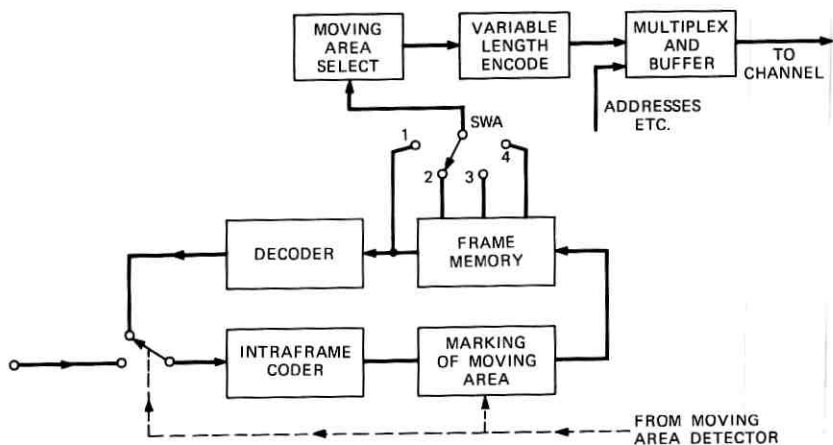 MOVING
AREA
SELECT
VARIABLE
LENGTH
ENCODE
MULTIPLEX
AND
BUFFER
TO
CHANNEL
ADDRESSES
ETC.
SWA
1
2
3
4
DECODER
FRAME
MEMORY
INTRAFRAME
CODER
MARKING
OF MOVING
AREA
FROM MOVING
AREA DETECTOR